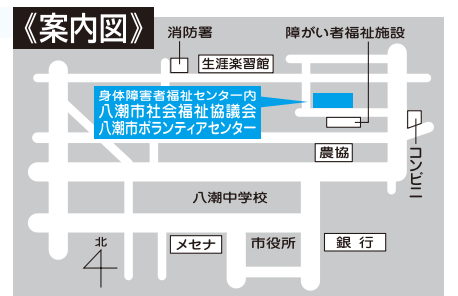 《案内図》
消防署
障がい者福祉施設
生涯楽習館
身体障害者福祉センター内
八潮市社会福祉協議会
八潮市ボランティアセンター
農協
コンビニ
八潮中学校
北
メセナ
市役所
銀行